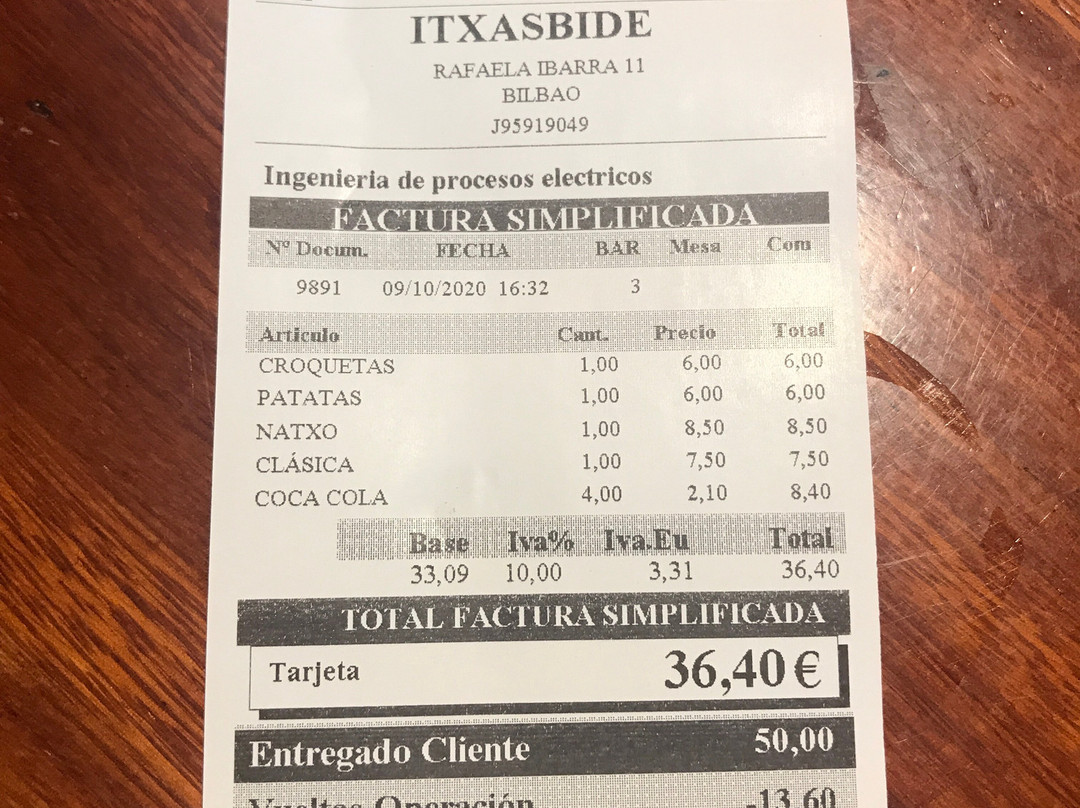 ITXASBIDE
RAFAELA IBARRA 11
BILBAO
J95919049
Ingenieria de procesos electricos
FACTURA SIMPLIFICADA
Nº Docum. FECHA BAR Mesa Com
9891 09/10/2020 16:32 3
Articulo Cant. Precio Total
CROQUETAS 1,00 6,00 6,00
PATATAS 1,00 6,00 6,00
NATXO 1,00 8,50 8,50
CLÁSICA 1,00 7,50 7,50
COCA COLA 4,00 2,10 8,40
Base Iva% Iva.Eu Total
33,09 10,00 3,31 36,40
TOTAL FACTURA SIMPLIFICADA
Tarjeta 36,40 €
Entregado Cliente 50,00
Vueltas Operación -13,60